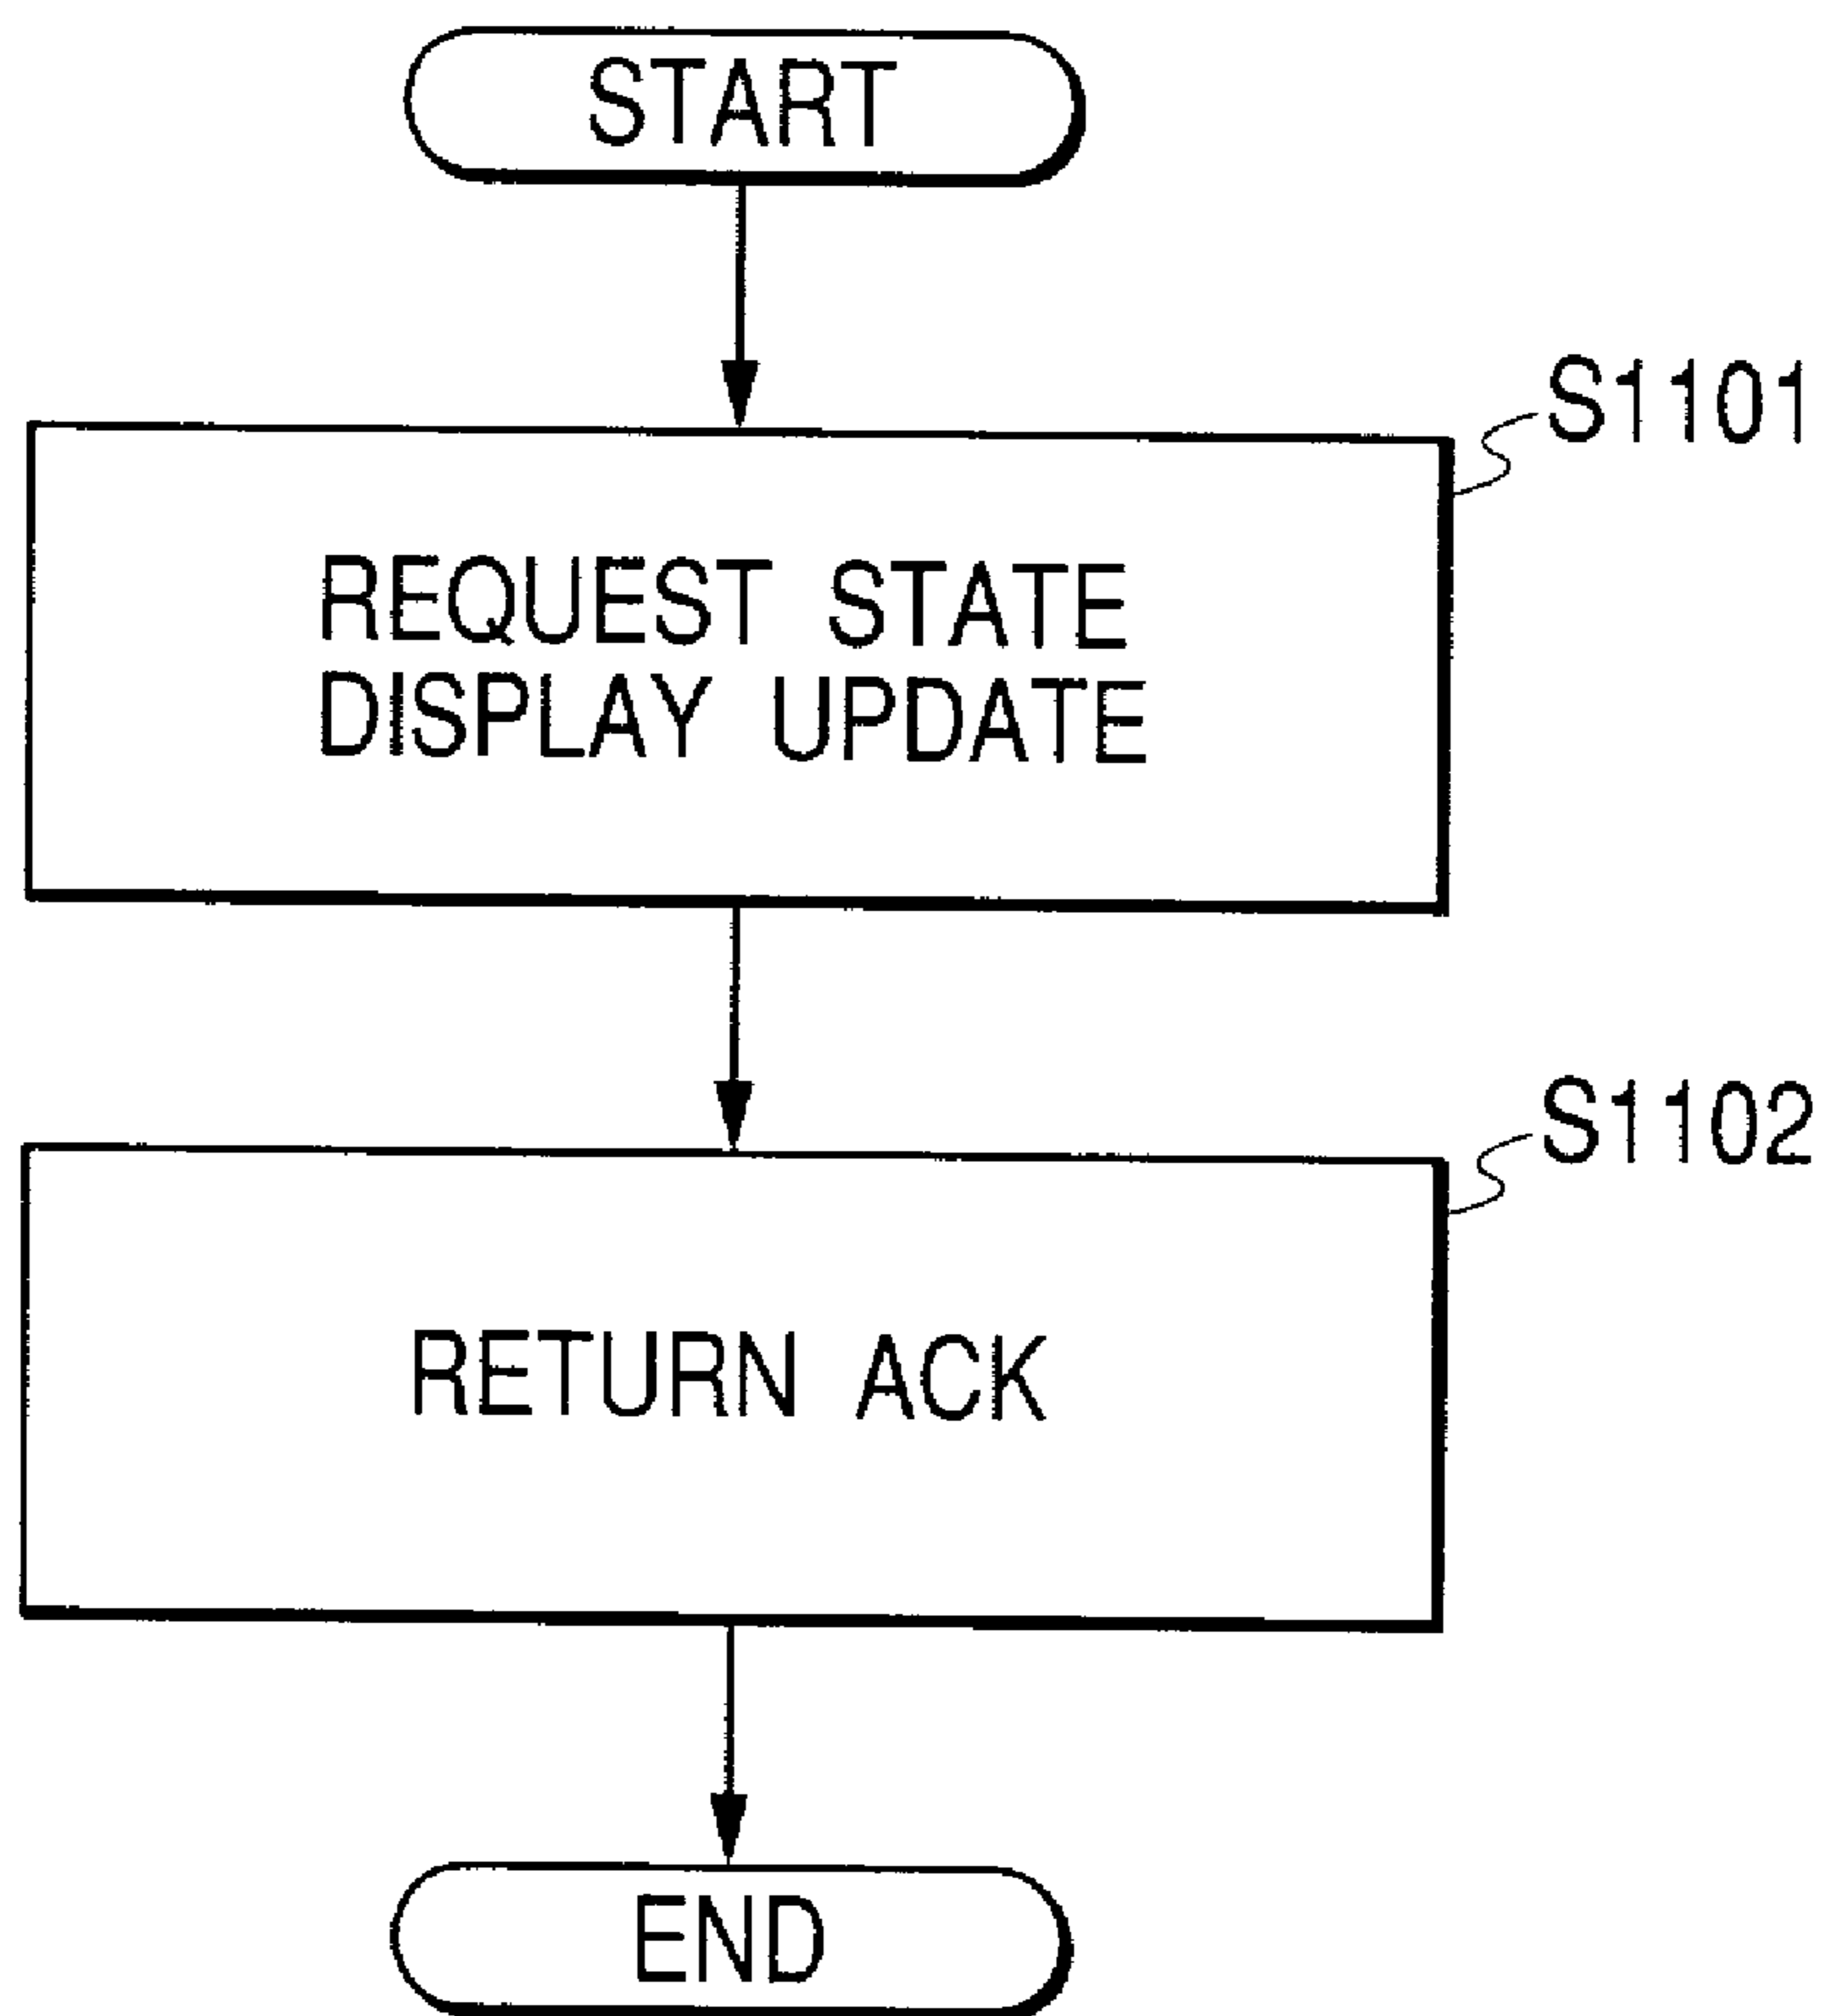 START
S1101
REQUEST STATE
DISPLAY UPDATE
S1102
RETURN ACK
END